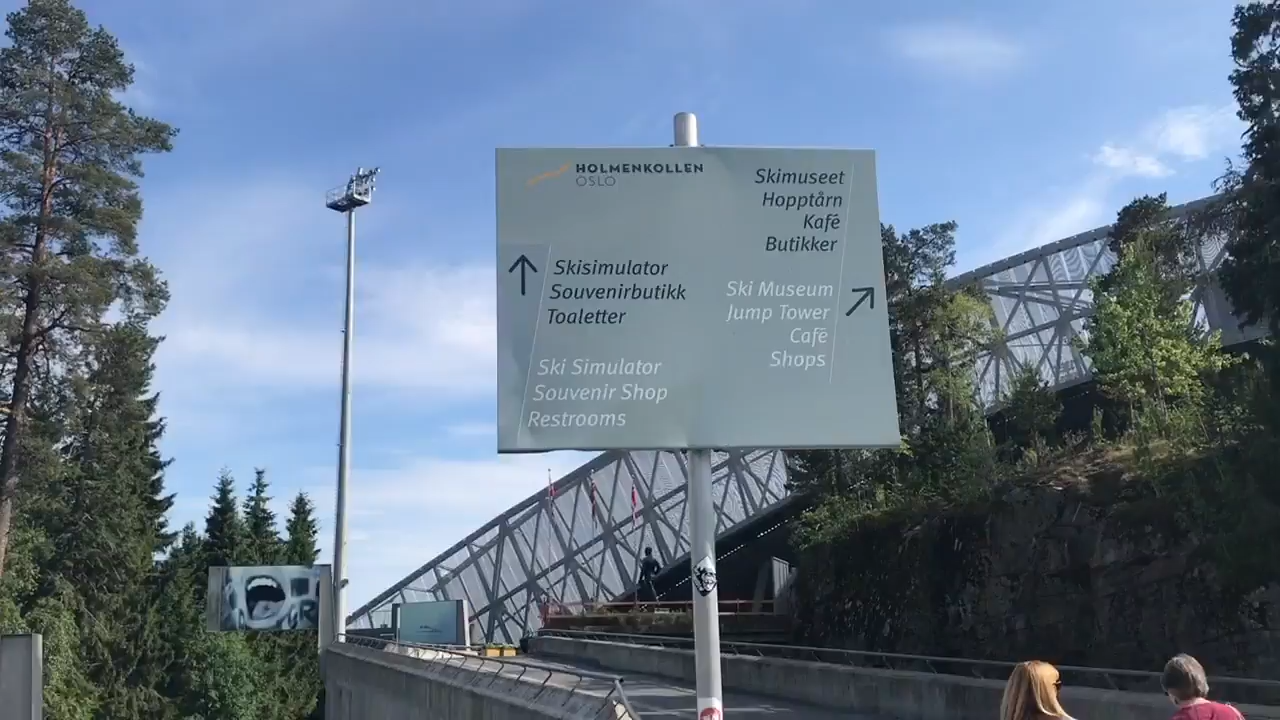 HOLMENKOLLEN
OSLO
Skisimulator
Souvenirbutikk
Toaletter
Ski Simulator
Souvenir Shop
Restrooms
Skimuseet
Hopptårn
Kafé
Butikker
Ski Museum
Jump Tower
Café
Shops